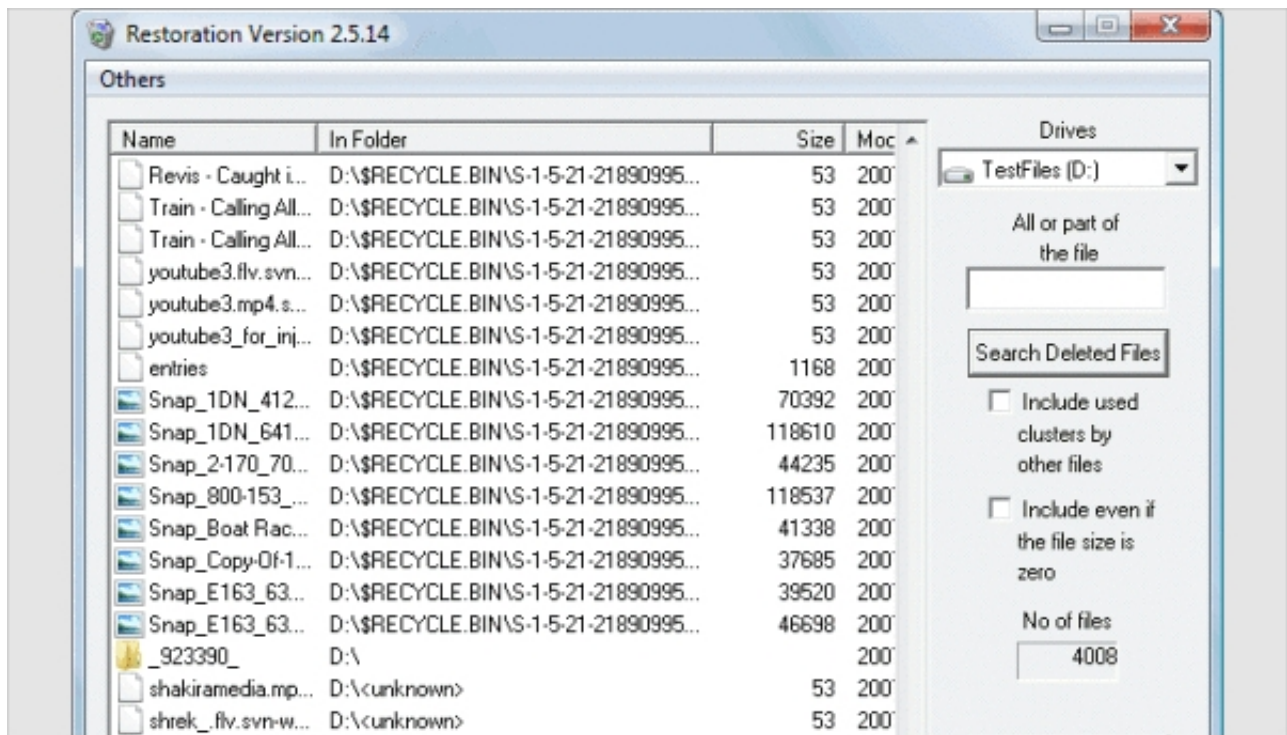 Restoration Version 2.5.14
Others
Name In Folder Size Moc
Revis - Caught i... D:\$RECYCLE.BIN\S-1-5-21-21890995... 53 200
Train - Calling All... D:\$RECYCLE.BIN\S-1-5-21-21890995... 53 200
Train - Calling All... D:\$RECYCLE.BIN\S-1-5-21-21890995... 53 200
youtube3.flv.svn... D:\$RECYCLE.BIN\S-1-5-21-21890995... 53 200
youtube3.mp4.s... D:\$RECYCLE.BIN\S-1-5-21-21890995... 53 200
youtube3_for_inj... D:\$RECYCLE.BIN\S-1-5-21-21890995... 53 200
entries D:\$RECYCLE.BIN\S-1-5-21-21890995... 1168 200
Snap_1DN_412... D:\$RECYCLE.BIN\S-1-5-21-21890995... 70392 200
Snap_1DN_641... D:\$RECYCLE.BIN\S-1-5-21-21890995... 118610 200
Snap_2-170_70... D:\$RECYCLE.BIN\S-1-5-21-21890995... 44235 200
Snap_800-153_... D:\$RECYCLE.BIN\S-1-5-21-21890995... 118537 200
Snap_Boat Rac... D:\$RECYCLE.BIN\S-1-5-21-21890995... 41338 200
Snap_Copy-Of-1... D:\$RECYCLE.BIN\S-1-5-21-21890995... 37685 200
Snap_E163_63... D:\$RECYCLE.BIN\S-1-5-21-21890995... 39520 200
Snap_E163_63... D:\$RECYCLE.BIN\S-1-5-21-21890995... 46698 200
_923390_ D:\ 200
shakiramedia.mp... D:\<unknown> 53 200
shrek_.flv.svn-w... D:\<unknown> 53 200
Drives
TestFiles (D:)
All or part of
the file
Search Deleted Files
Include used
clusters by
other files
Include even if
the file size is
zero
No of files
4008